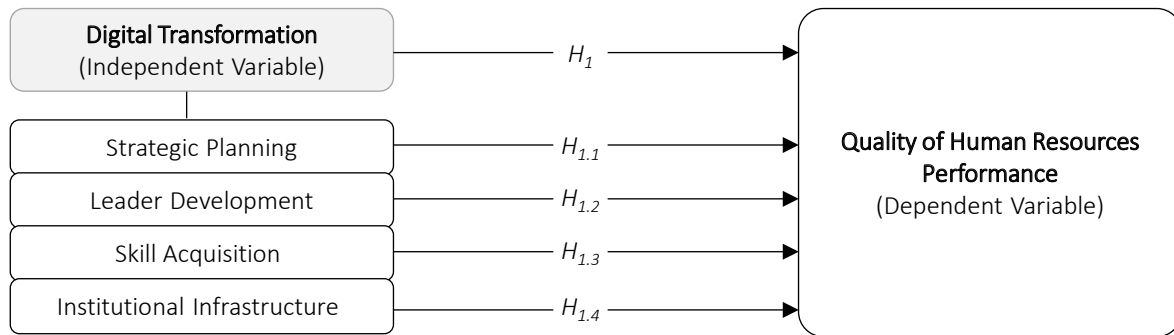 Digital Transformation
(Independent Variable)
H1
Strategic Planning
H1.1
Leader Development
H1.2
Skill Acquisition
H1.3
Institutional Infrastructure
H1.4
Quality of Human Resources
Performance
(Dependent Variable)